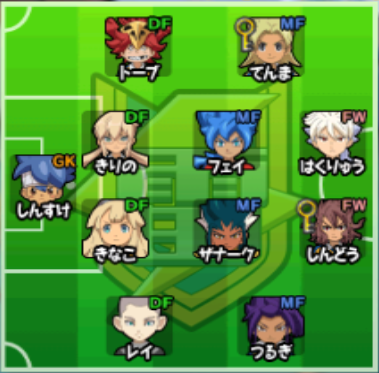 DF
トーブ
MF
てんま
DF
きりの
MF
フェイ
FW
はくりゅう
GK
しんすけ
DF
きなこ
MF
ザナーク
FW
しんどう
DF
レイ
MF
つるぎ